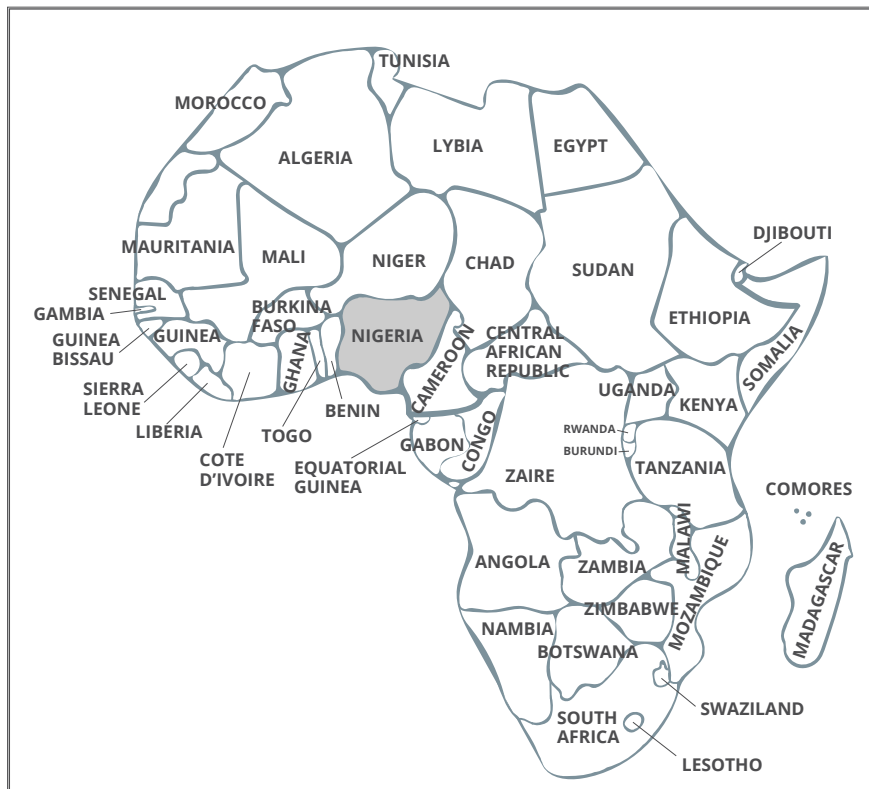 TUNISIA
MOROCCO
ALGERIA
LYBIA
EGYPT
DJIBOUTI
MAURITANIA
MALI
NIGER
CHAD
SUDAN
SENEGAL
GAMBIA
GUINEA
BISSAU
GUINEA
BURKINA
FASO
NIGERIA
CENTRAL
AFRICAN
REPUBLIC
ETHIOPIA
SOMALIA
SIERRA
LEONE
LIBERIA
COTE
D'IVOIRE
GHANA
TOGO
BENIN
CAMEROON
EQUATORIAL
GUINEA
GABON
CONGO
UGANDA
KENYA
RWANDA
BURUNDI
ZAIRE
TANZANIA
COMORES
ANGOLA
ZAMBIA
MALAWI
MOZAMBIQUE
MADAGASCAR
ZIMBABWE
NAMBIA
BOTSWANA
SWAZILAND
SOUTH
AFRICA
LESOTHO